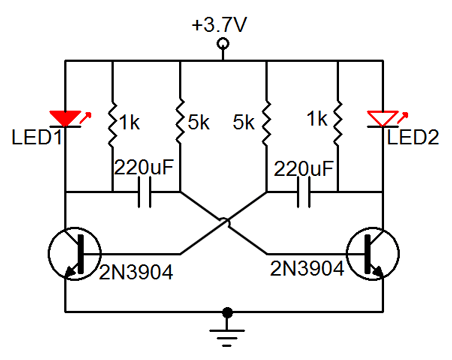 +3.7V
LED1
1k
5k
5k
1k
LED2
220uF
220uF
2N3904
2N3904